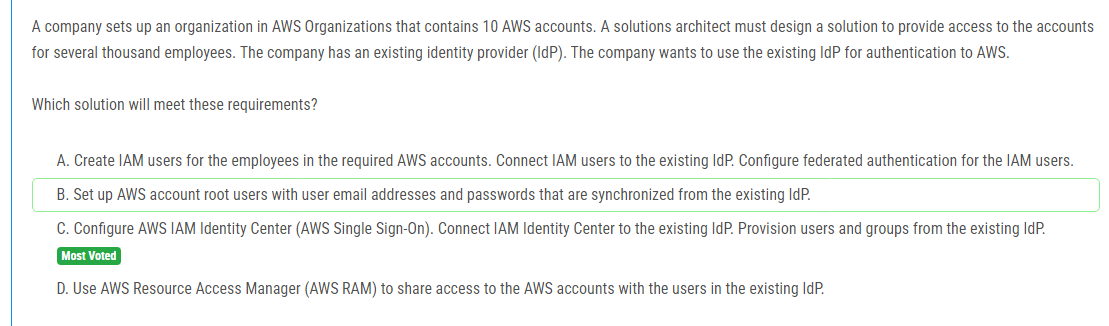 A company sets up an organization in AWS Organizations that contains 10 AWS accounts. A solutions architect must design a solution to provide access to the accounts
for several thousand employees. The company has an existing identity provider (IdP). The company wants to use the existing IdP for authentication to AWS.
Which solution will meet these requirements?
A. Create IAM users for the employees in the required AWS accounts. Connect IAM users to the existing IdP. Configure federated authentication for the IAM users.
B. Set up AWS account root users with user email addresses and passwords that are synchronized from the existing IdP.
C. Configure AWS IAM Identity Center (AWS Single Sign-On). Connect IAM Identity Center to the existing IdP. Provision users and groups from the existing IdP.
Most Voted
D. Use AWS Resource Access Manager (AWS RAM) to share access to the AWS accounts with the users in the existing IdP.